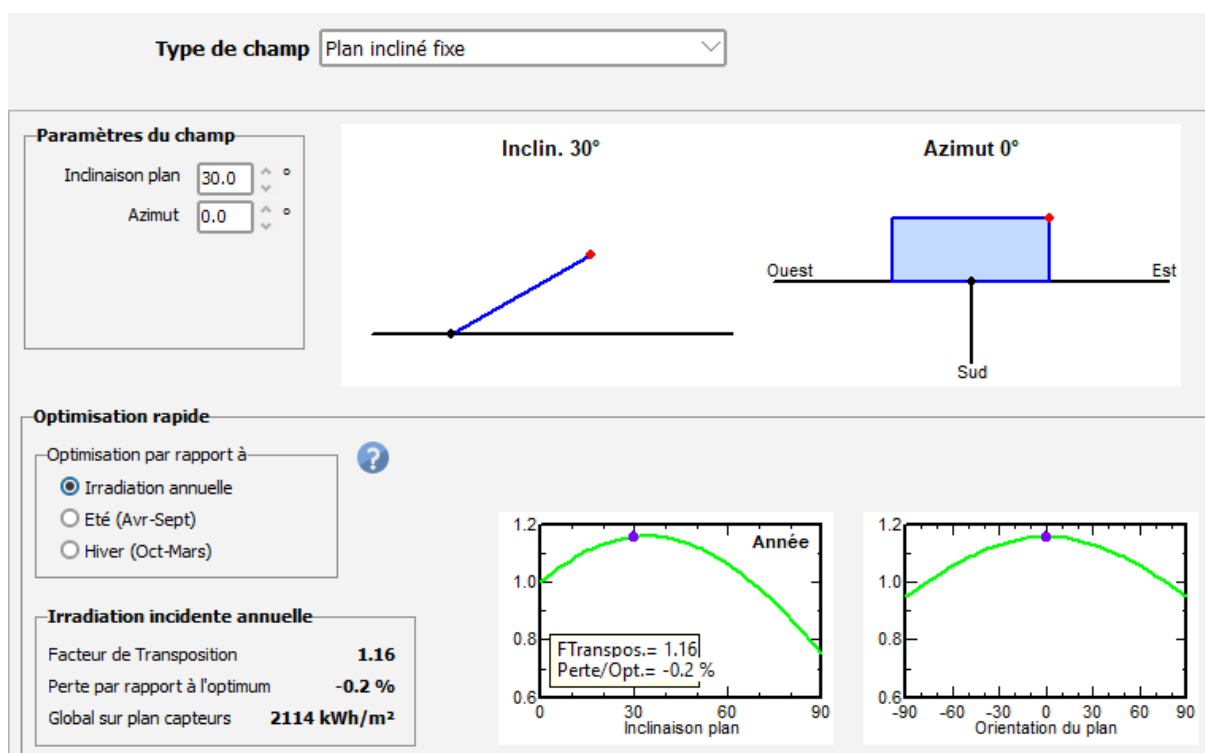 Type de champ Plan incliné fixe
Paramètres du champ
Inclinaison plan 30.0 °
Azimut 0.0 °
Inclin. 30°
Azimut 0°
Ouest Est
Sud
Optimisation rapide
Optimisation par rapport à
Irradiation annuelle
Eté (Avr-Sept)
Hiver (Oct-Mars)
?
Irradiation incidente annuelle
Facteur de Transposition 1.16
Perte par rapport à l'optimum -0.2 %
Global sur plan capteurs 2114 kWh/m²
1.2
1.0
0.8
0.6
Année
FTranspos.= 1.16
Perte/Opt.= -0.2 %
0 30 60 90
Inclinaison plan
1.2
1.0
0.8
0.6
-90 -60 -30 0 30 60 90
Orientation du plan